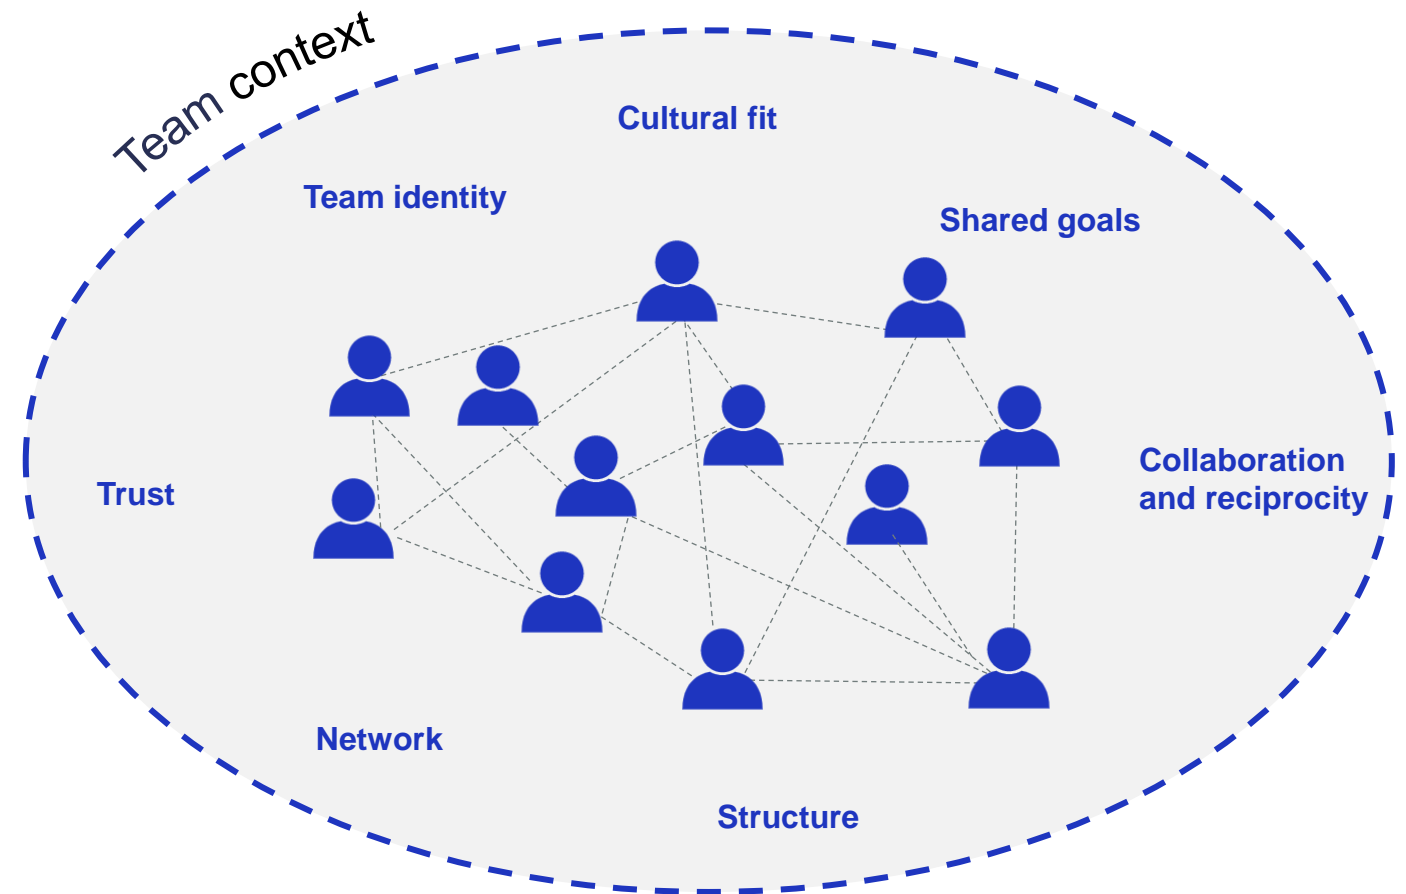 Team context
Cultural fit
Team identity
Shared goals
Collaboration
and reciprocity
Trust
Network
Structure